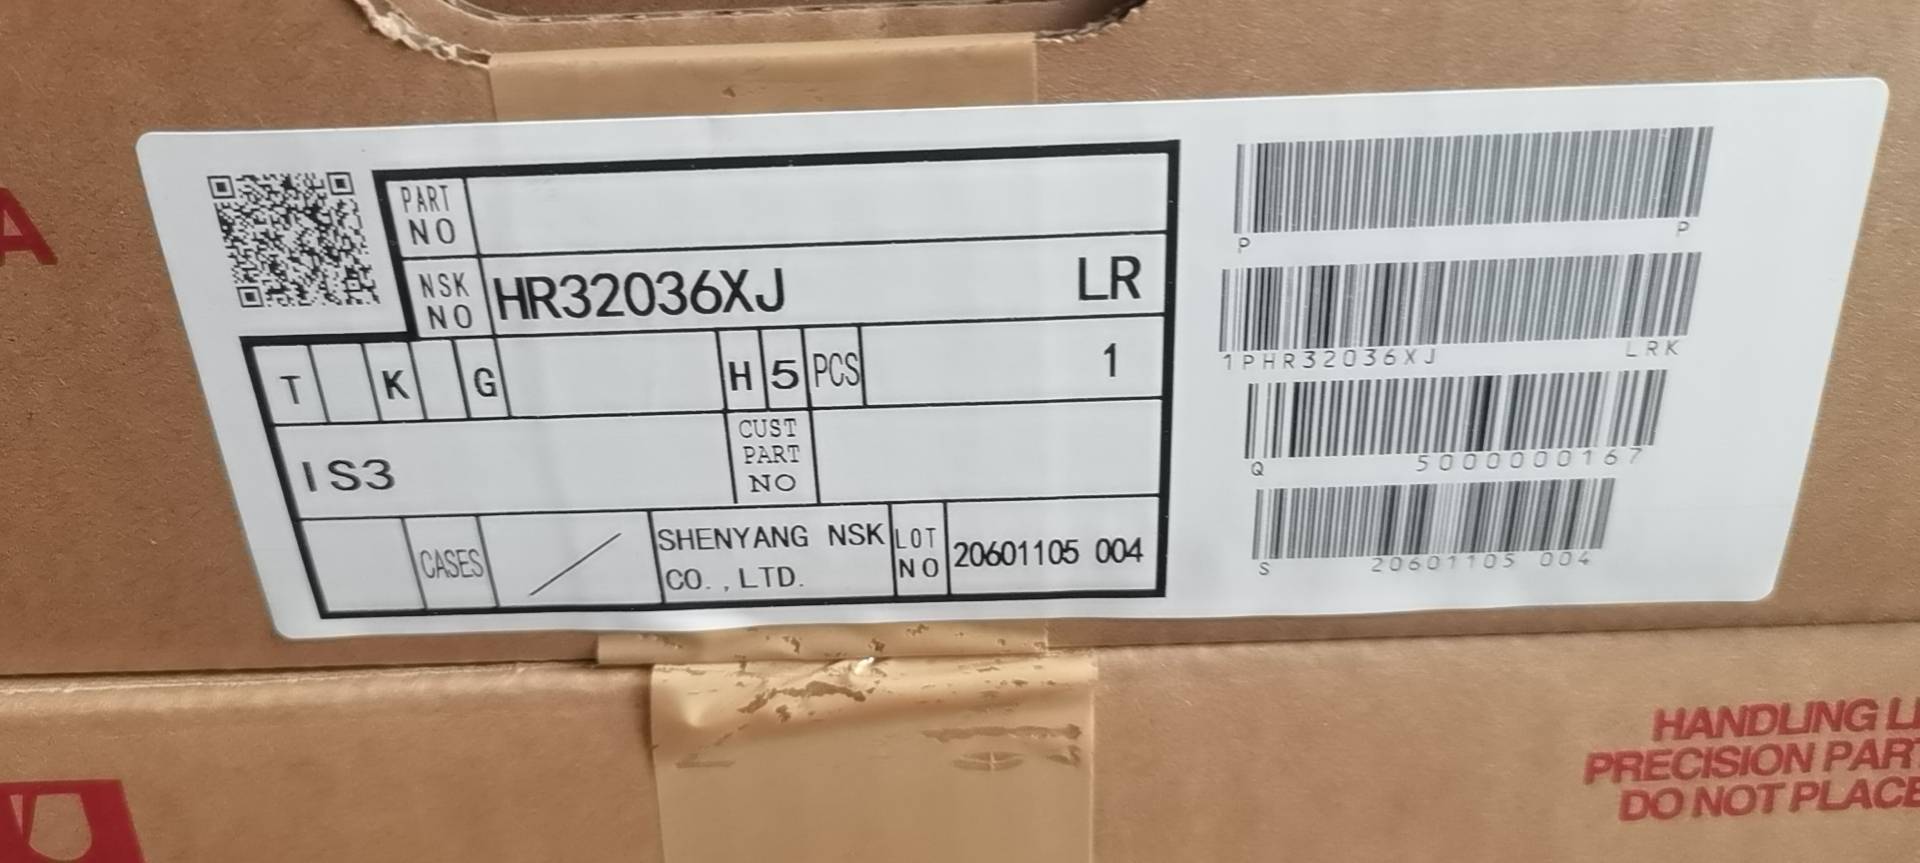 A
PART NO
NSK NO HR32036XJ LR
T K G H 5 PCS 1
IS3 CUST PART NO
CASES / SHENYANG NSK CO.,LTD. LOT NO 20601105 004
P P
1PHR32036XJ LRK
Q 5000000167
S 20601105 004
HANDLING
PRECISION PART
DO NOT PLACE